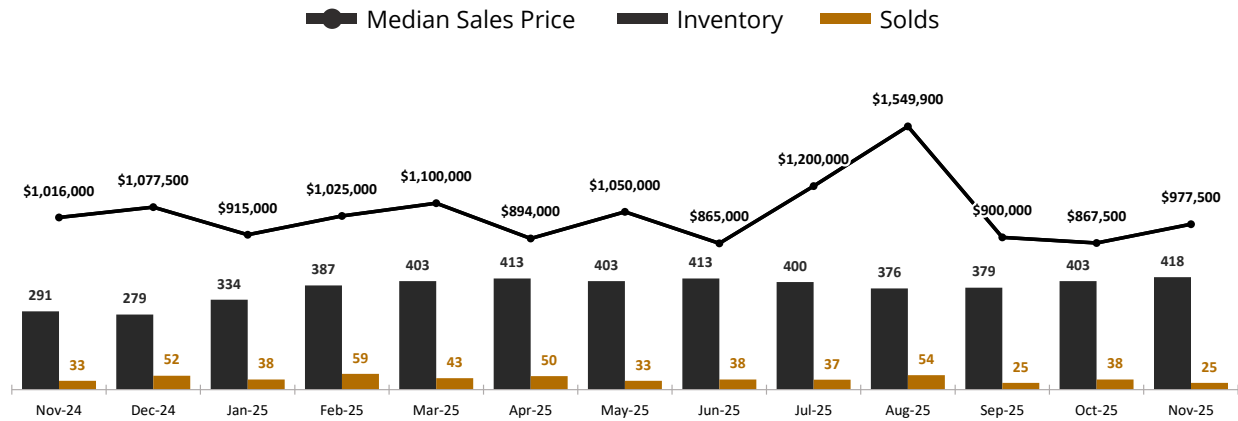 Median Sales Price Inventory Solds
$1,549,900
$1,200,000
$1,016,000 $1,077,500 $915,000 $1,025,000 $1,100,000 $894,000 $1,050,000 $865,000 $900,000 $867,500 $977,500
291 279 334 387 403 413 403 413 400 376 379 403 418
33 52 38 59 43 50 33 38 37 54 25 38 25
Nov-24 Dec-24 Jan-25 Feb-25 Mar-25 Apr-25 May-25 Jun-25 Jul-25 Aug-25 Sep-25 Oct-25 Nov-25